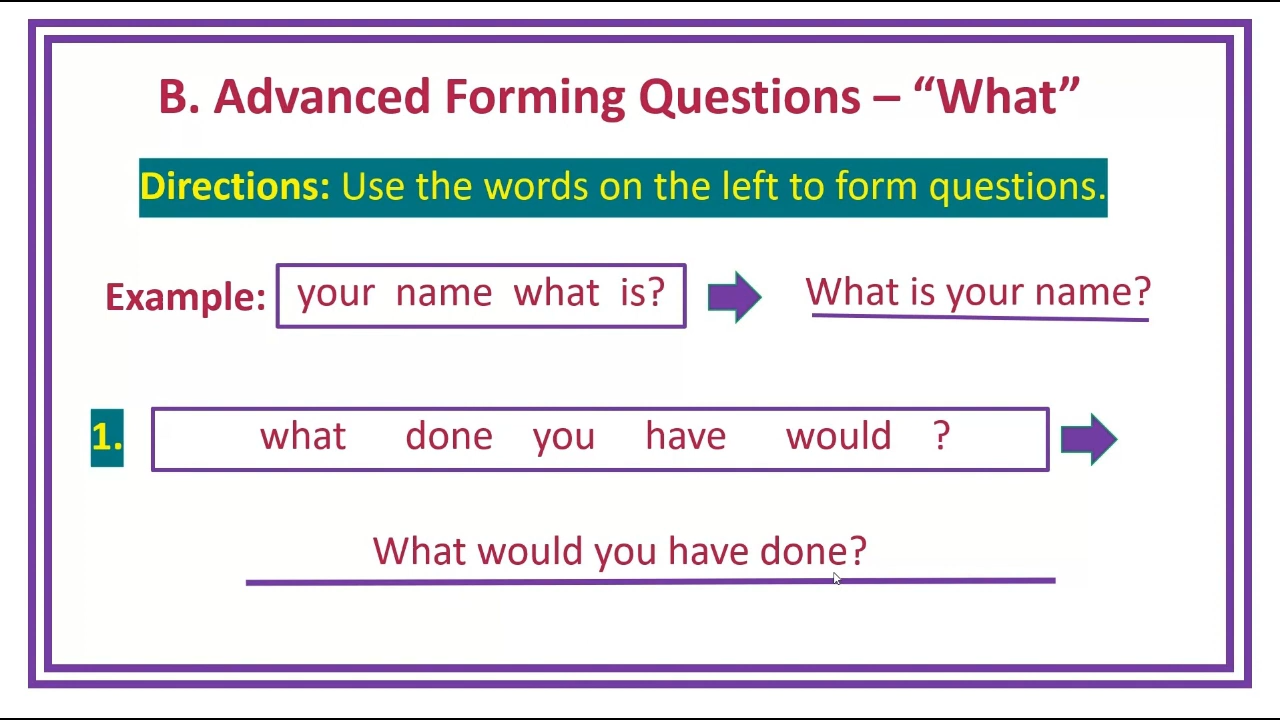 B. Advanced Forming Questions – “What”
Directions: Use the words on the left to form questions.
Example: your name what is? What is your name?
1. what done you have would ?
What would you have done?